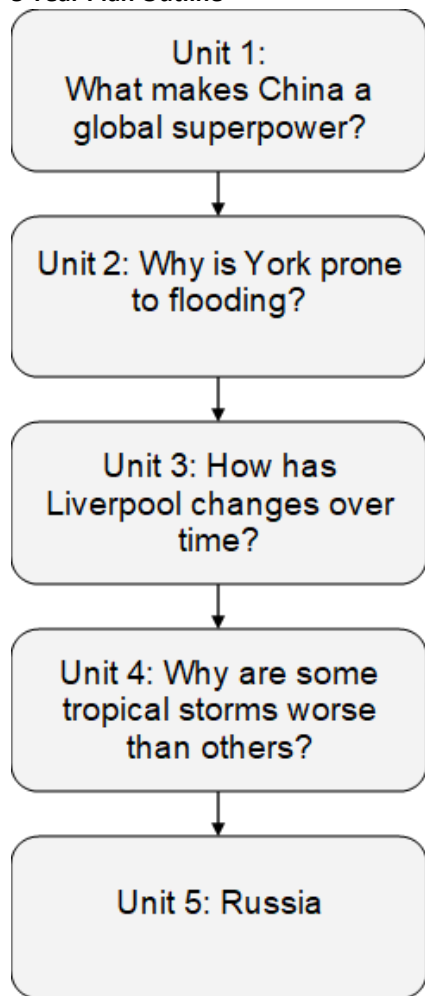 Unit 1:
What makes China a
global superpower?
Unit 2: Why is York prone
to flooding?
Unit 3: How has
Liverpool changes over
time?
Unit 4: Why are some
tropical storms worse
than others?
Unit 5: Russia